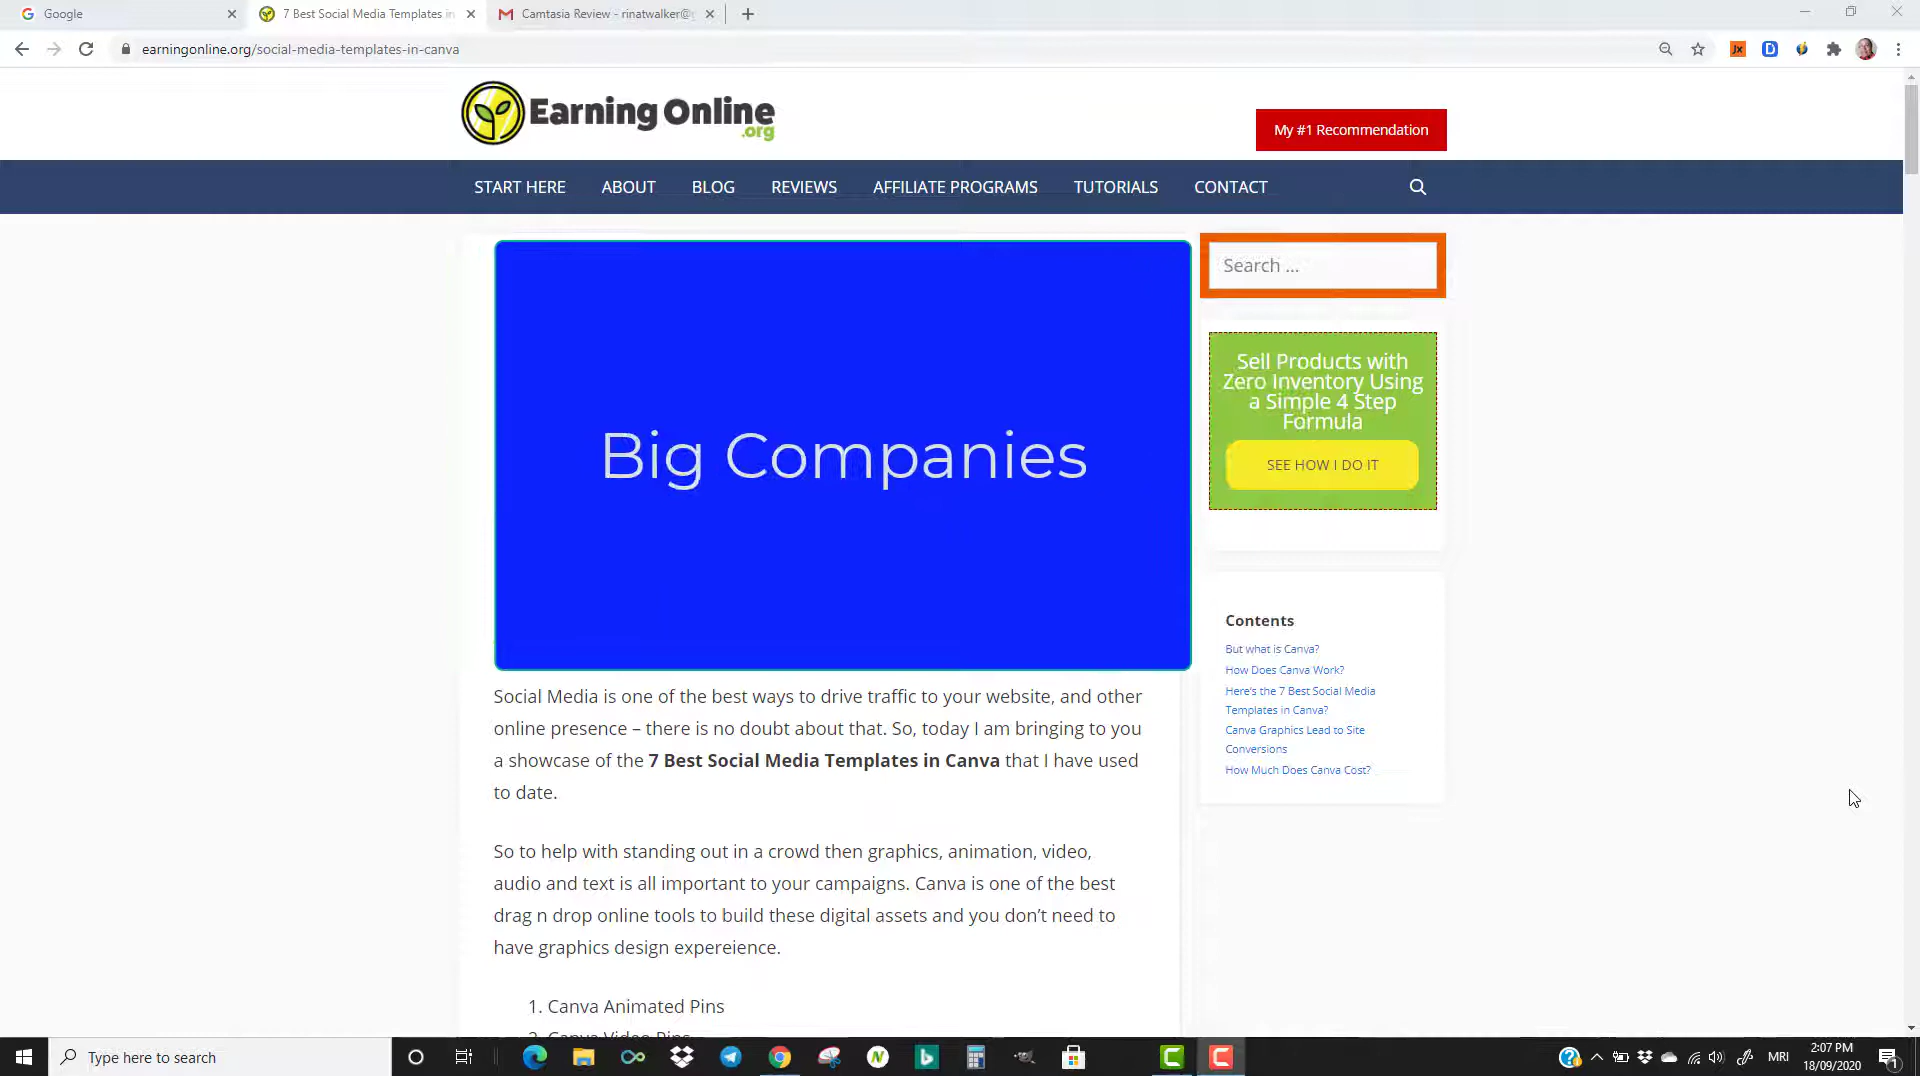 Google
7 Best Social Media Templates in
Camtasia Review - rinatwalker@
earningonline.org/social-media-templates-in-canva
Jx
D
Earning Online
.org
My #1 Recommendation
START HERE
ABOUT
BLOG
REVIEWS
AFFILIATE PROGRAMS
TUTORIALS
CONTACT
Big Companies
Search ...
Sell Products with
Zero Inventory Using
a Simple 4 Step
Formula
SEE HOW I DO IT
Contents
But what is Canva?
How Does Canva Work?
Here's the 7 Best Social Media
Templates in Canva?
Canva Graphics Lead to Site
Conversions
How Much Does Canva Cost?
Social Media is one of the best ways to drive traffic to your website, and other
online presence – there is no doubt about that. So, today I am bringing to you
a showcase of the 7 Best Social Media Templates in Canva that I have used
to date.
So to help with standing out in a crowd then graphics, animation, video,
audio and text is all important to your campaigns. Canva is one of the best
drag n drop online tools to build these digital assets and you don't need to
have graphics design expereience.
1. Canva Animated Pins
2. Canva Video Pins
Type here to search
MRI
2:07 PM
18/09/2020
1